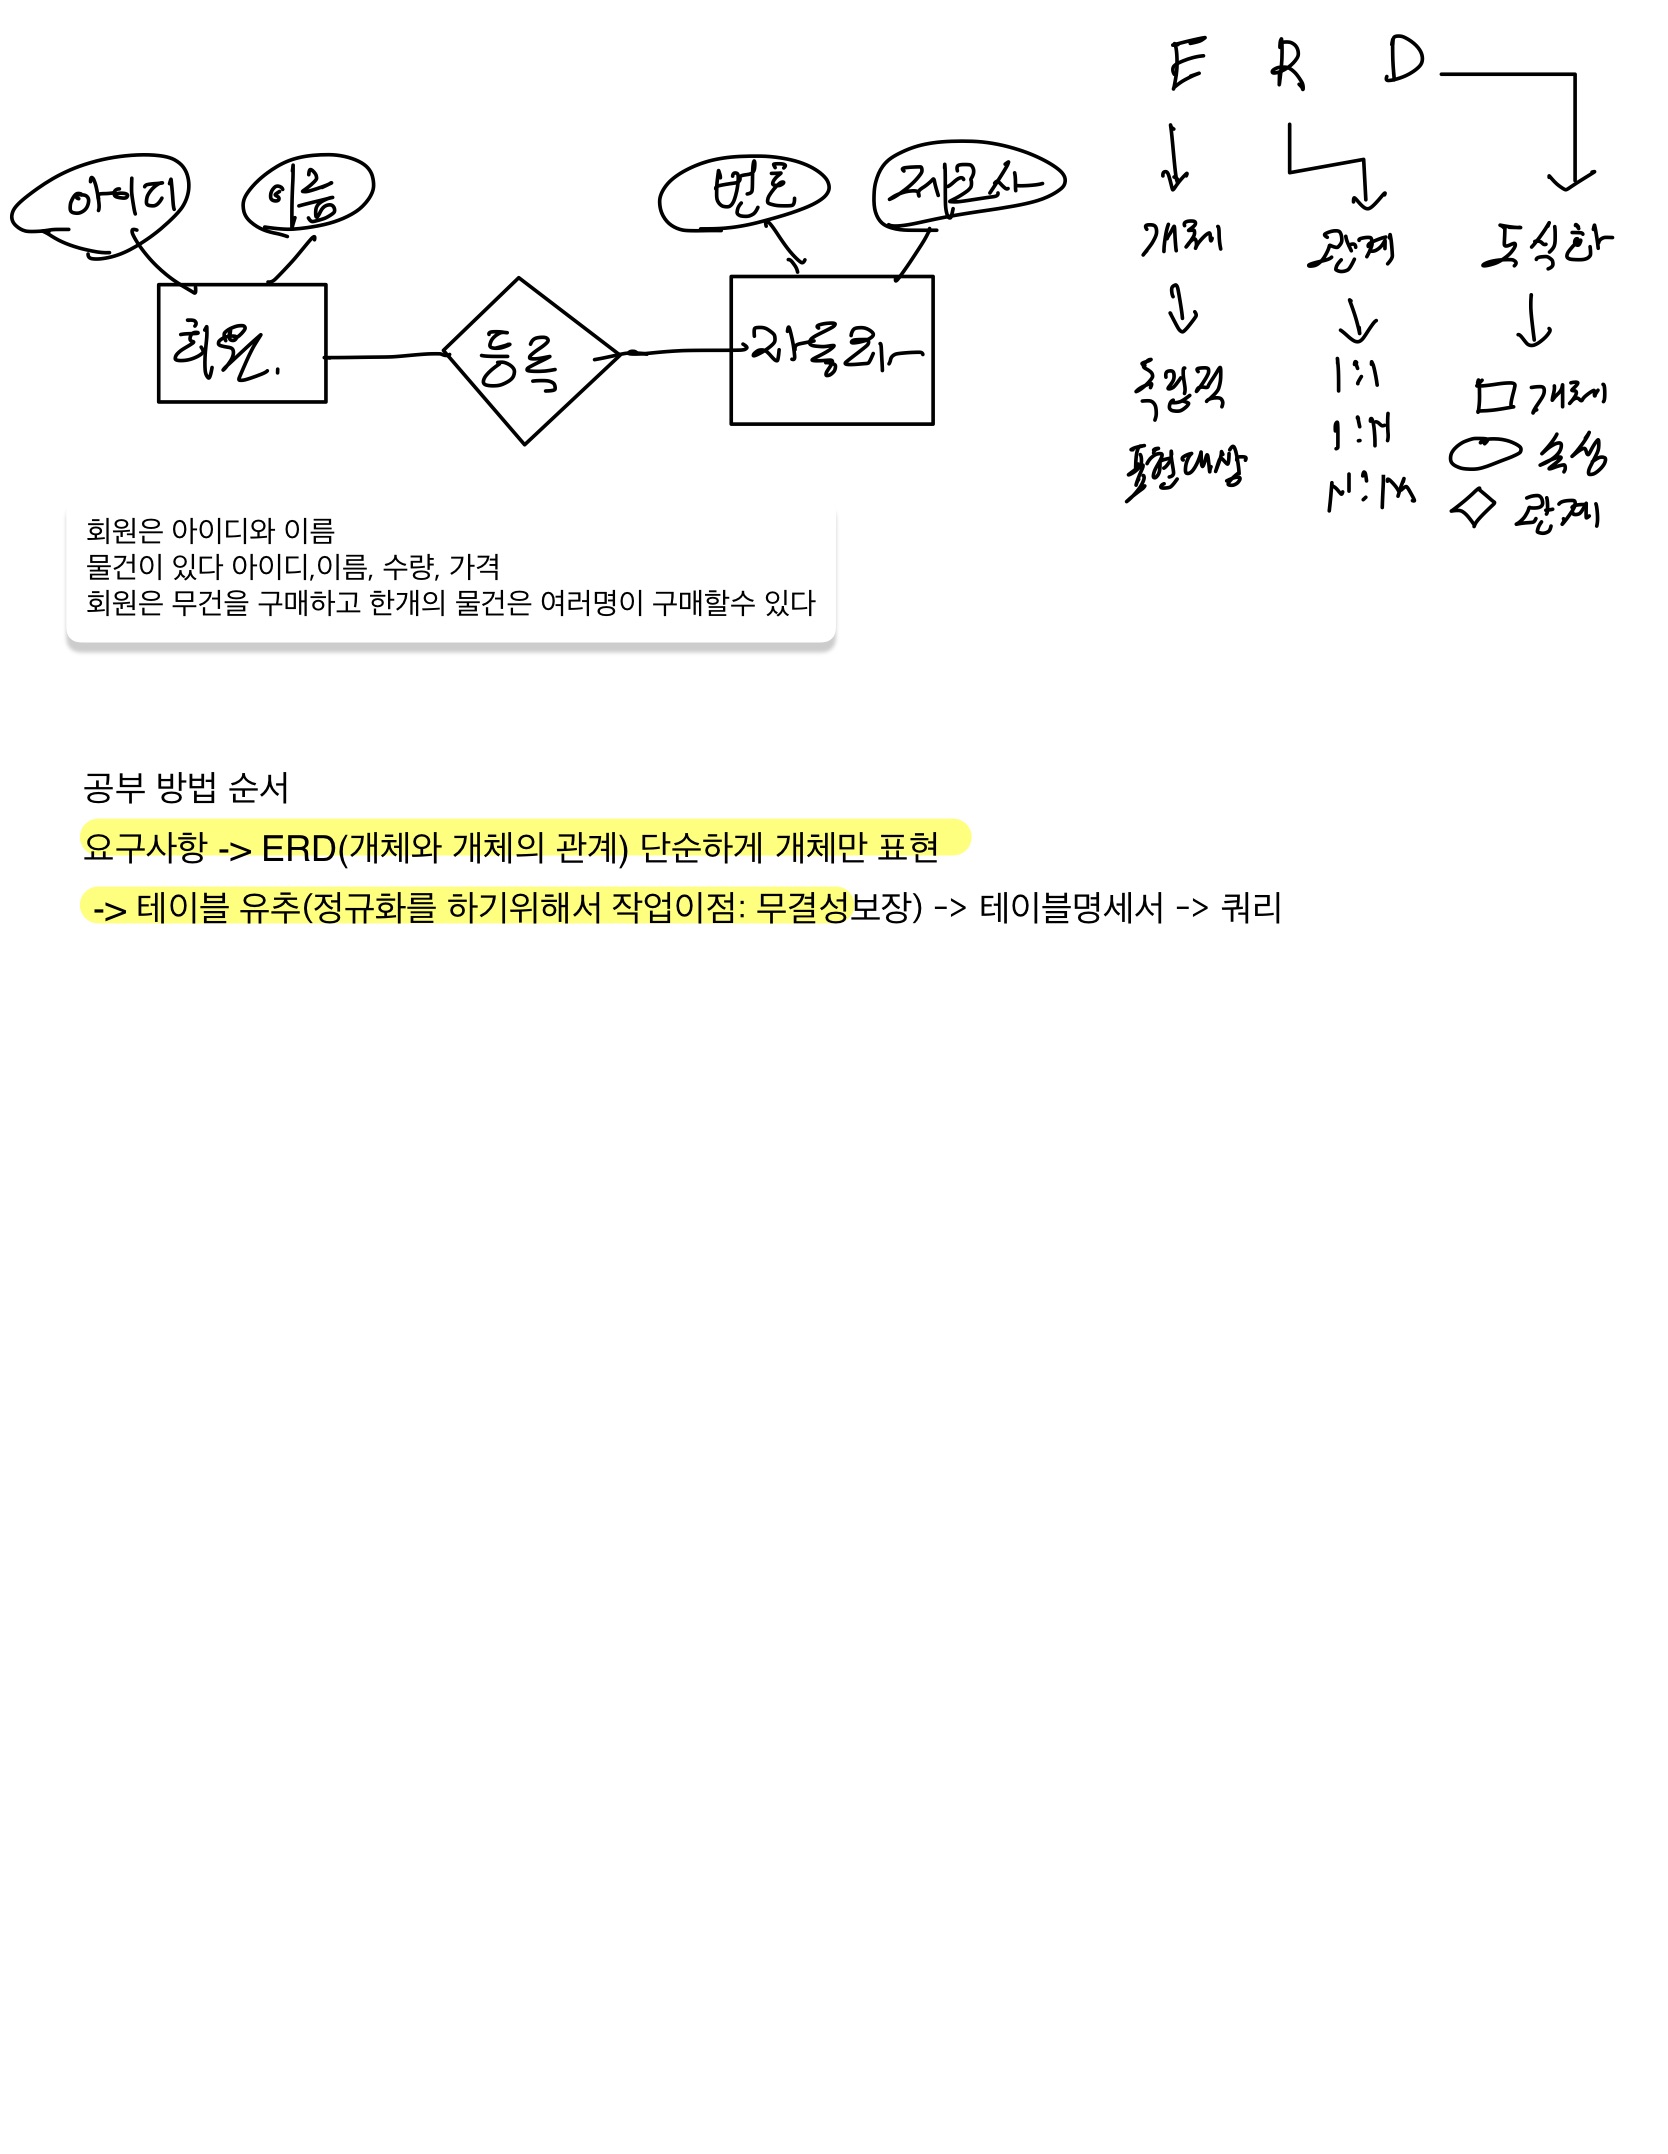 E R D
아이디 이름 번호 제조사
개체 관계 도식화
회원. 등록 자동차
독립적 1:1 개체
1:N 속성
표현대상 N:N 관계
회원은 아이디와 이름
물건이 있다 아이디,이름, 수량, 가격
회원은 무건을 구매하고 한개의 물건은 여러명이 구매할수 있다
공부 방법 순서
요구사항 -> ERD(개체와 개체의 관계) 단순하게 개체만 표현
-> 테이블 유추(정규화를 하기위해서 작업이점: 무결성보장) -> 테이블명세서 -> 쿼리